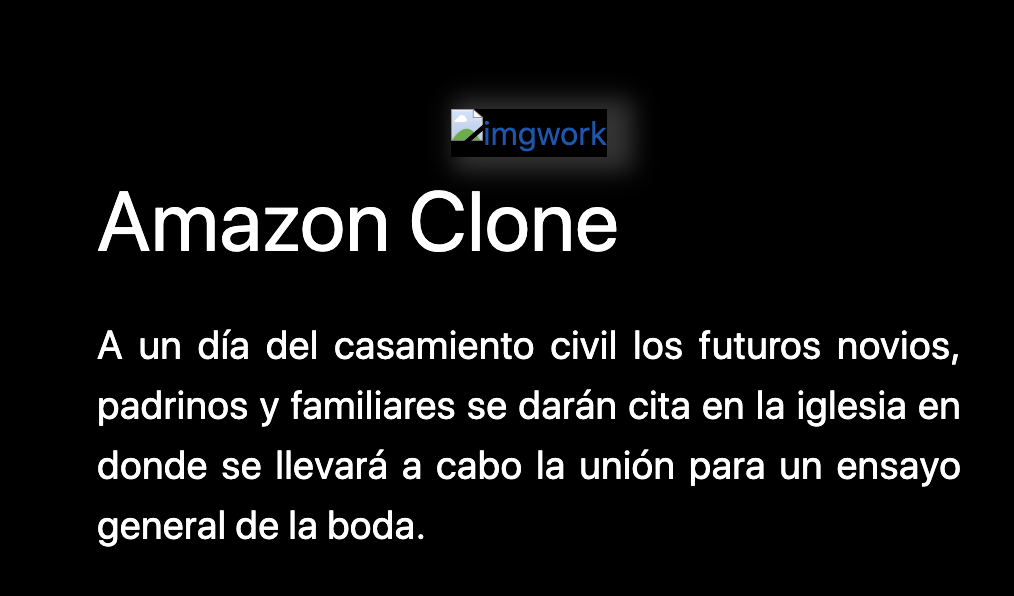 imgwork
Amazon Clone
A un día del casamiento civil los futuros novios,
padrinos y familiares se darán cita en la iglesia en
donde se llevará a cabo la unión para un ensayo
general de la boda.